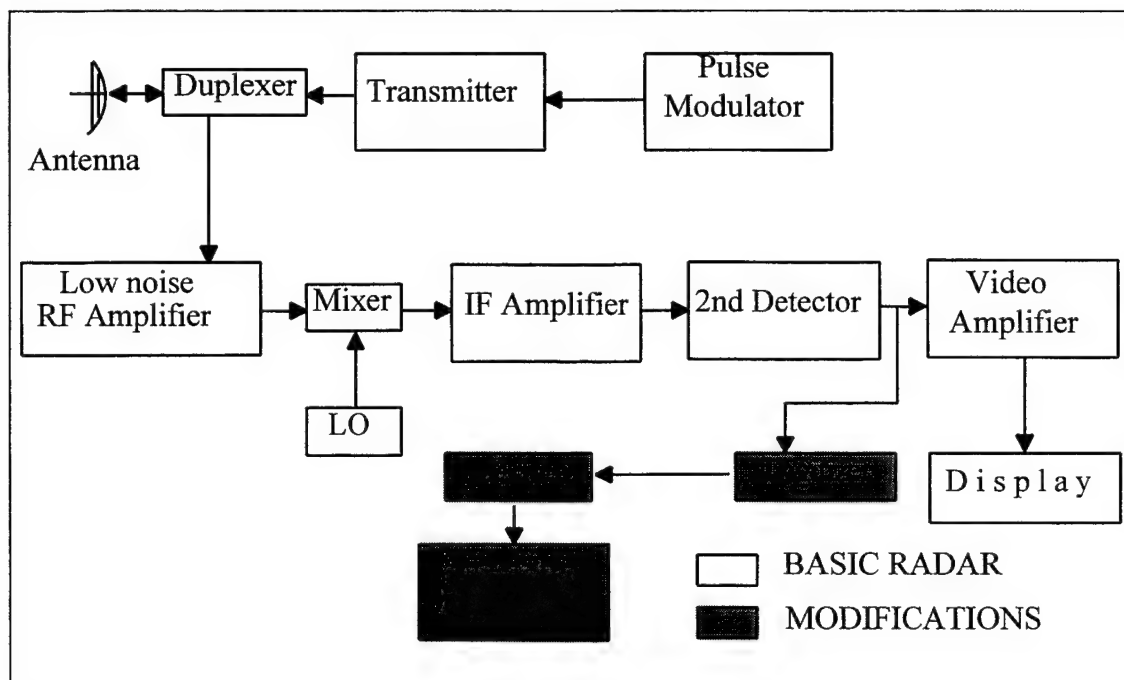 Duplexer
Transmitter
Pulse
Modulator
Antenna
Low noise
RF Amplifier
Mixer
IF Amplifier
2nd Detector
Video
Amplifier
LO
Display
BASIC RADAR
MODIFICATIONS